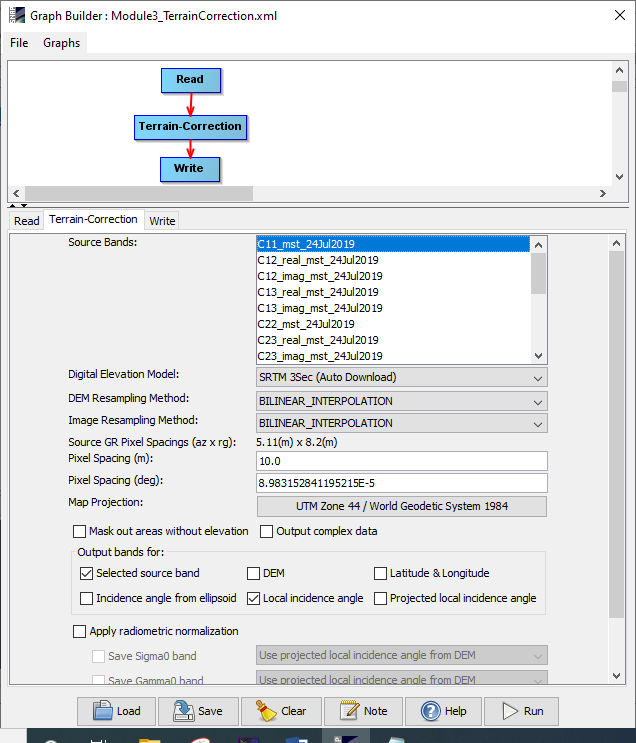 Graph Builder : Module3_TerrainCorrection.xml
File Graphs
Read
Terrain-Correction
Write
Read Terrain-Correction Write
Source Bands:
C11_mst_24Jul2019
C12_real_mst_24Jul2019
C12_imag_mst_24Jul2019
C13_real_mst_24Jul2019
C13_imag_mst_24Jul2019
C22_mst_24Jul2019
C23_real_mst_24Jul2019
C23_imag_mst_24Jul2019
Digital Elevation Model: SRTM 3Sec (Auto Download)
DEM Resampling Method: BILINEAR_INTERPOLATION
Image Resampling Method: BILINEAR_INTERPOLATION
Source GR Pixel Spacings (az x rg): 5.11(m) x 8.2(m)
Pixel Spacing (m): 10.0
Pixel Spacing (deg): 8.983152841195215E-5
Map Projection: UTM Zone 44 / World Geodetic System 1984
Mask out areas without elevation Output complex data
Output bands for:
Selected source band DEM Latitude & Longitude
Incidence angle from ellipsoid Local incidence angle Projected local incidence angle
Apply radiometric normalization
Save Sigma0 band Use projected local incidence angle from DEM
Save Gamma0 band Use projected local incidence angle from DEM
Load Save Clear Note Help Run